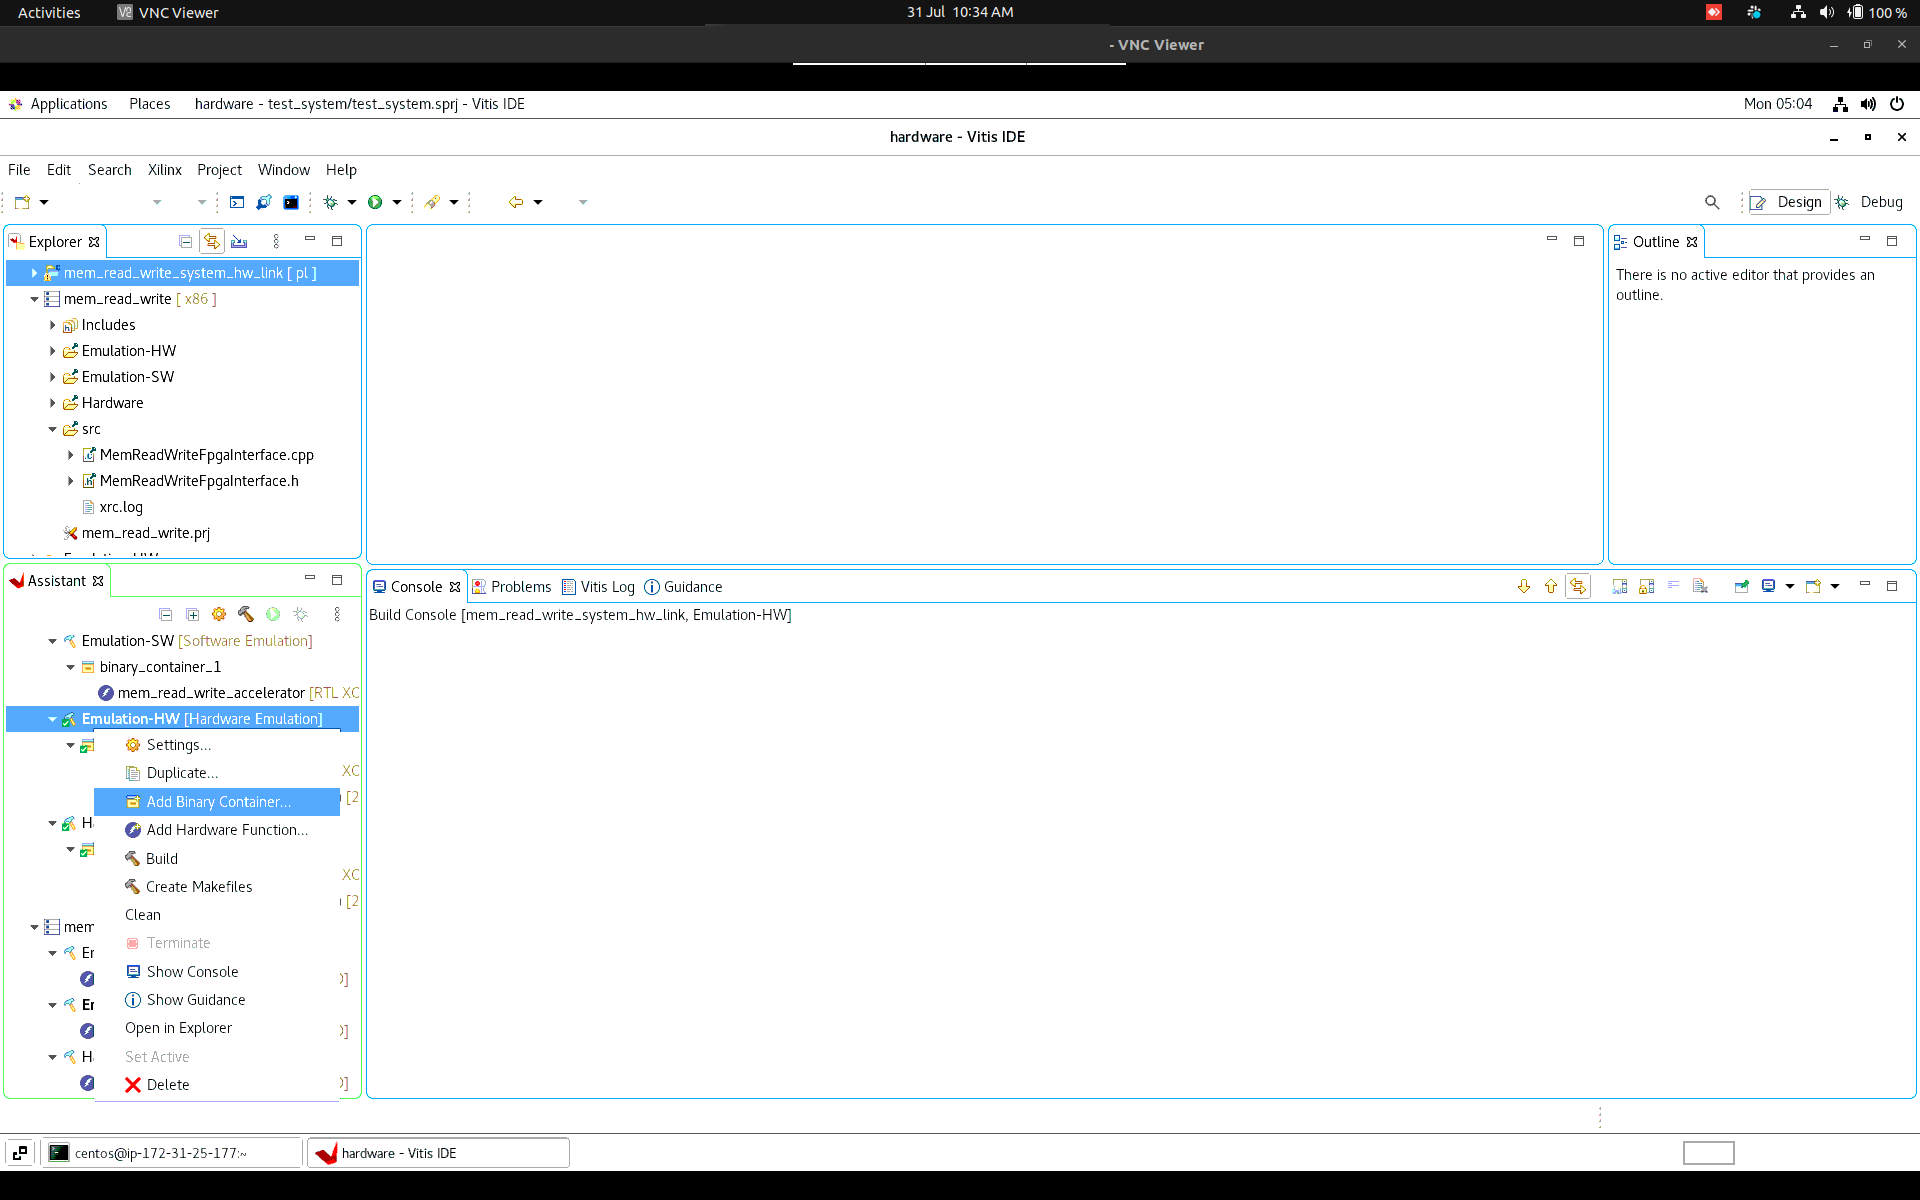 Activities VNC Viewer 31 Jul 10:34 AM 100 %
- VNC Viewer
Applications Places hardware - test_system/test_system.sprj - Vitis IDE Mon 05:04
hardware - Vitis IDE
File Edit Search Xilinx Project Window Help
Design Debug
Explorer
mem_read_write_system_hw_link [ pl ]
mem_read_write [ x86 ]
Includes
Emulation-HW
Emulation-SW
Hardware
src
MemReadWriteFpgaInterface.cpp
MemReadWriteFpgaInterface.h
xrc.log
mem_read_write.prj
Outline
There is no active editor that provides an
outline.
Assistant
Emulation-SW [Software Emulation]
binary_container_1
mem_read_write_accelerator [RTL XO
Emulation-HW [Hardware Emulation]
Settings...
Duplicate...
Add Binary Container...
Add Hardware Function...
Build
Create Makefiles
Clean
Terminate
Show Console
Show Guidance
Open in Explorer
Set Active
Delete
XO
[2
XO
[2
mem
Console Problems Vitis Log Guidance
Build Console [mem_read_write_system_hw_link, Emulation-HW]
centos@ip-172-31-25-177:~ hardware - Vitis IDE